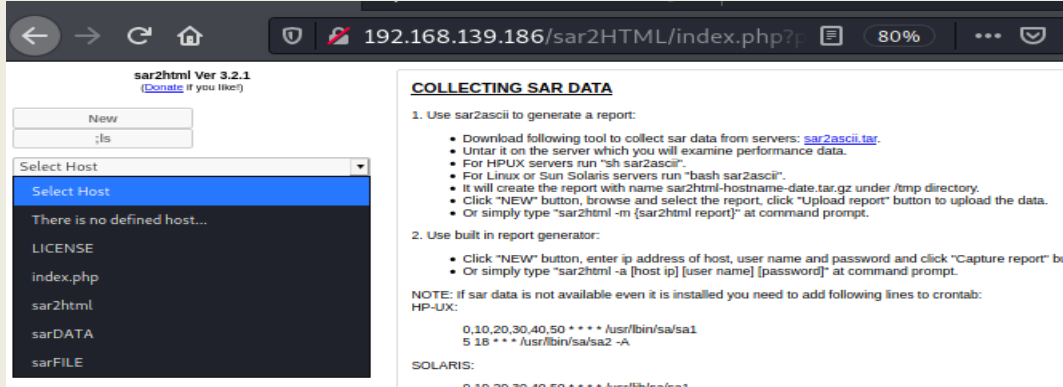 192.168.139.186/sar2HTML/index.php?p
80%
sar2html Ver 3.2.1
(Donate if you like!)
New
;ls
Select Host
Select Host
There is no defined host...
LICENSE
index.php
sar2html
sarDATA
sarFILE
COLLECTING SAR DATA
1. Use sar2ascii to generate a report:
• Download following tool to collect sar data from servers: sar2ascii.tar.
• Untar it on the server which you will examine performance data.
• For HPUX servers run "sh sar2ascii".
• For Linux or Sun Solaris servers run "bash sar2ascii".
• It will create the report with name sar2html-hostname-date.tar.gz under /tmp directory.
• Click "NEW" button, browse and select the report, click "Upload report" button to upload the data.
• Or simply type "sar2html -m {sar2html report}" at command prompt.
2. Use built in report generator:
• Click "NEW" button, enter ip address of host, user name and password and click "Capture report"
• Or simply type "sar2html -a [host ip] [user name] [password]" at command prompt.
NOTE: If sar data is not available even it is installed you need to add following lines to crontab:
HP-UX:
0,10,20,30,40,50 * * * * /usr/lbin/sa/sa1
5 18 * * * /usr/lbin/sa/sa2 -A
SOLARIS: